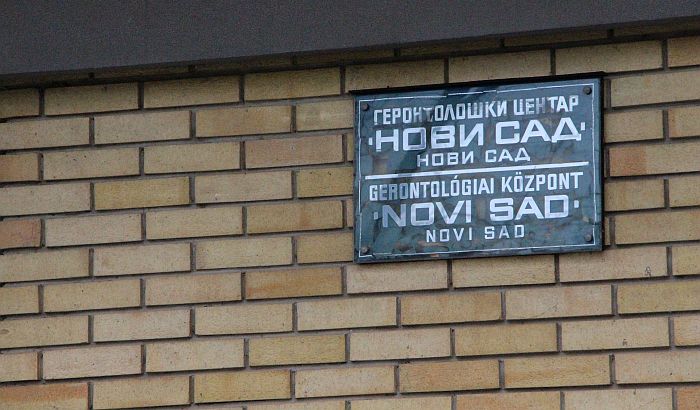 ГЕРОНТОЛОШКИ ЦЕНТАР
·НОВИ САД·
НОВИ САД
GERONTOLÓGIAI KÖZPONT
·NOVI SAD·
NOVI SAD